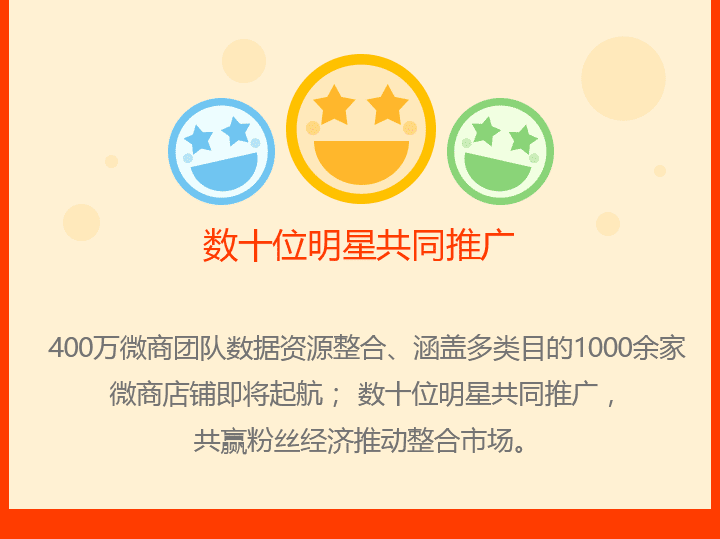 数十位明星共同推广
400万微商团队数据资源整合、涵盖多类目的1000余家
微商店铺即将起航； 数十位明星共同推广，
共赢粉丝经济推动整合市场。